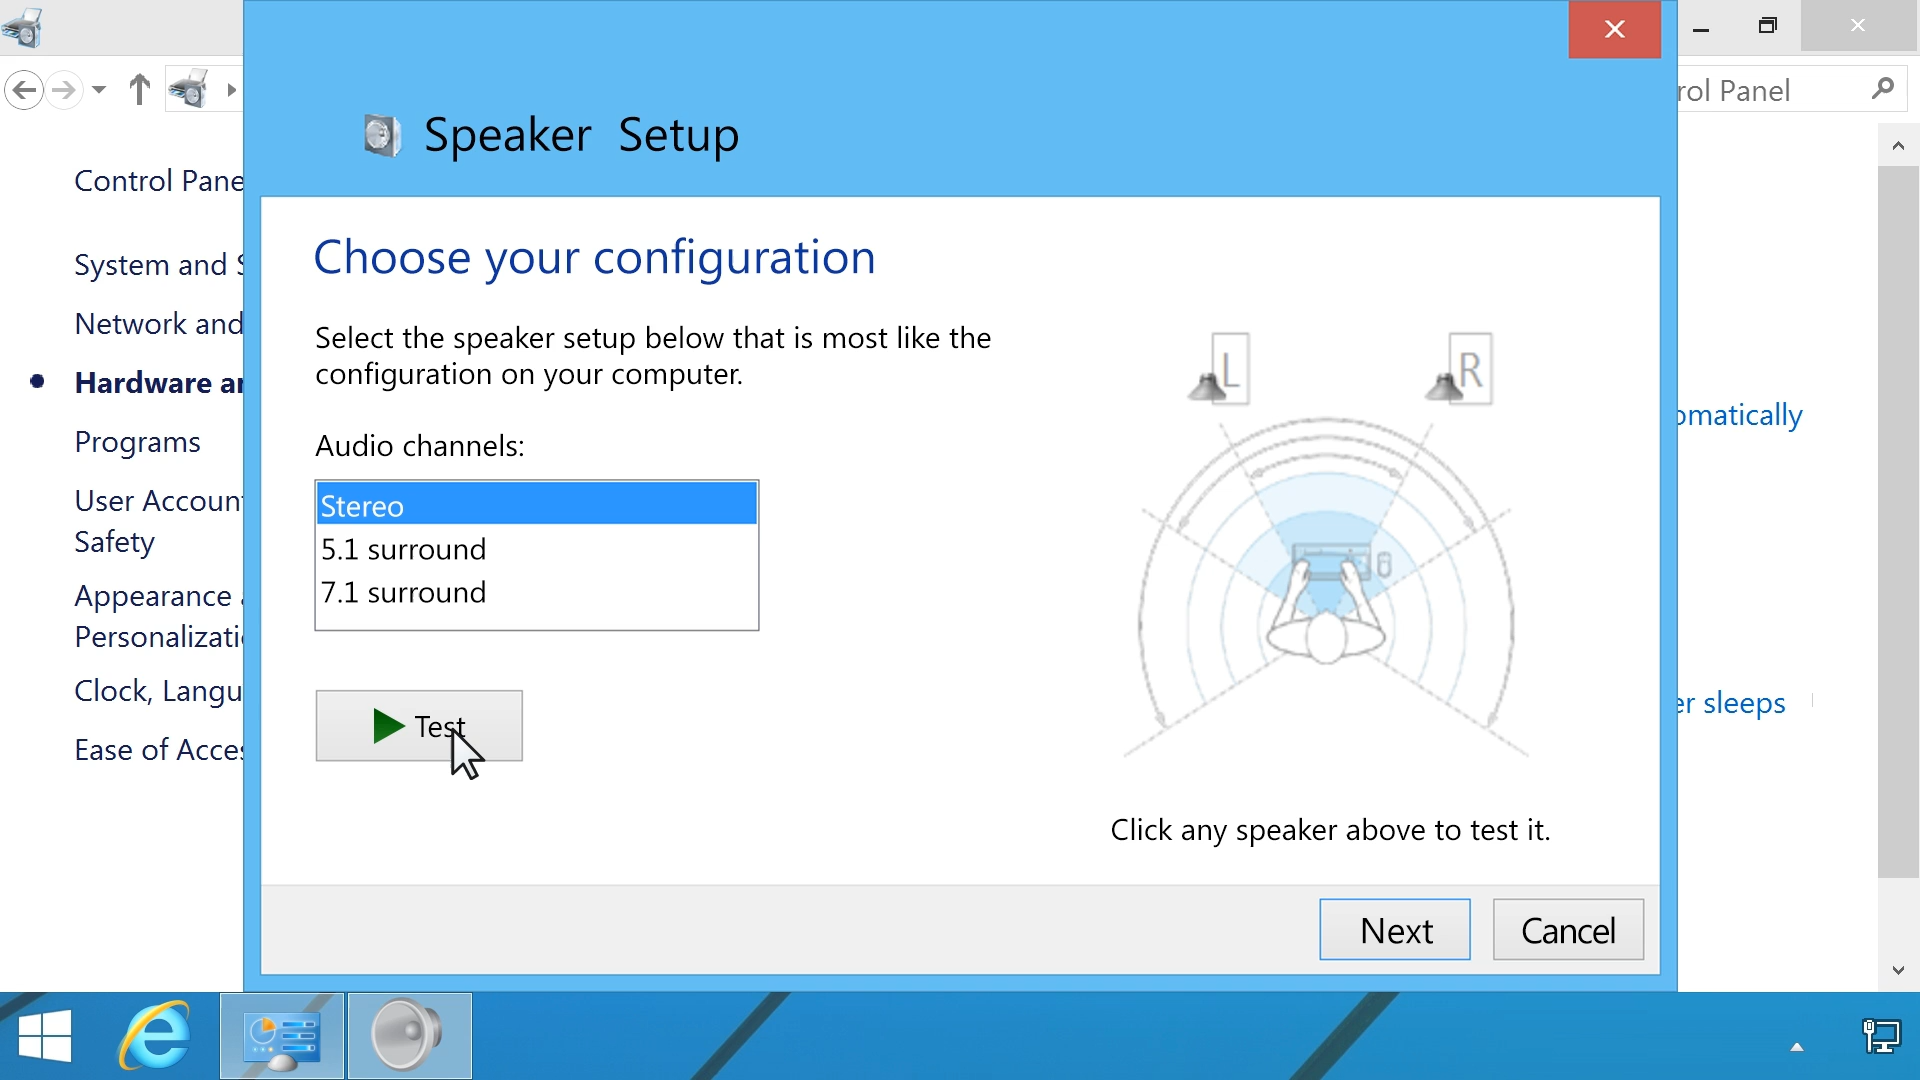 Speaker Setup
rol Panel
Control Pane
System and S
Network and
Hardware ar
Programs
User Accoun
Safety
Appearance
Personalizati
Clock, Langu
Ease of Acces
Choose your configuration
Select the speaker setup below that is most like the
configuration on your computer.
Audio channels:
Stereo
5.1 surround
7.1 surround
Test
L
R
Click any speaker above to test it.
Next
Cancel
omatically
er sleeps